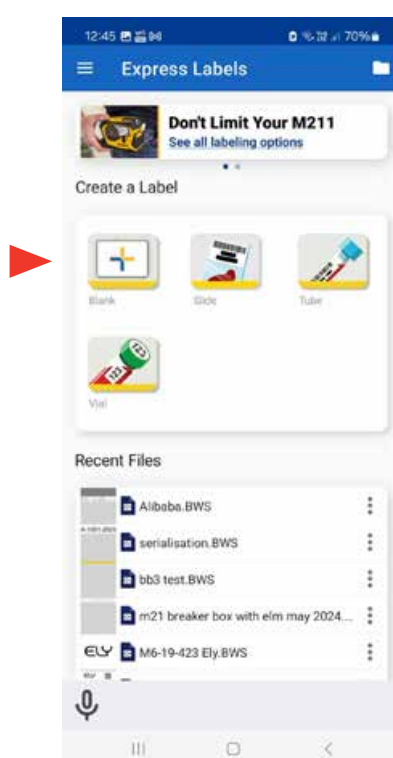 12:45
70%
Express Labels
Don't Limit Your M211
See all labeling options
Create a Label
Blank
Slide
Tube
123
123
Vial
Recent Files
Alibaba.BWS
serialisation.BWS
bb3 test.BWS
m21 breaker box with elm may 2024...
ELY
M6-19-423 Ely.BWS